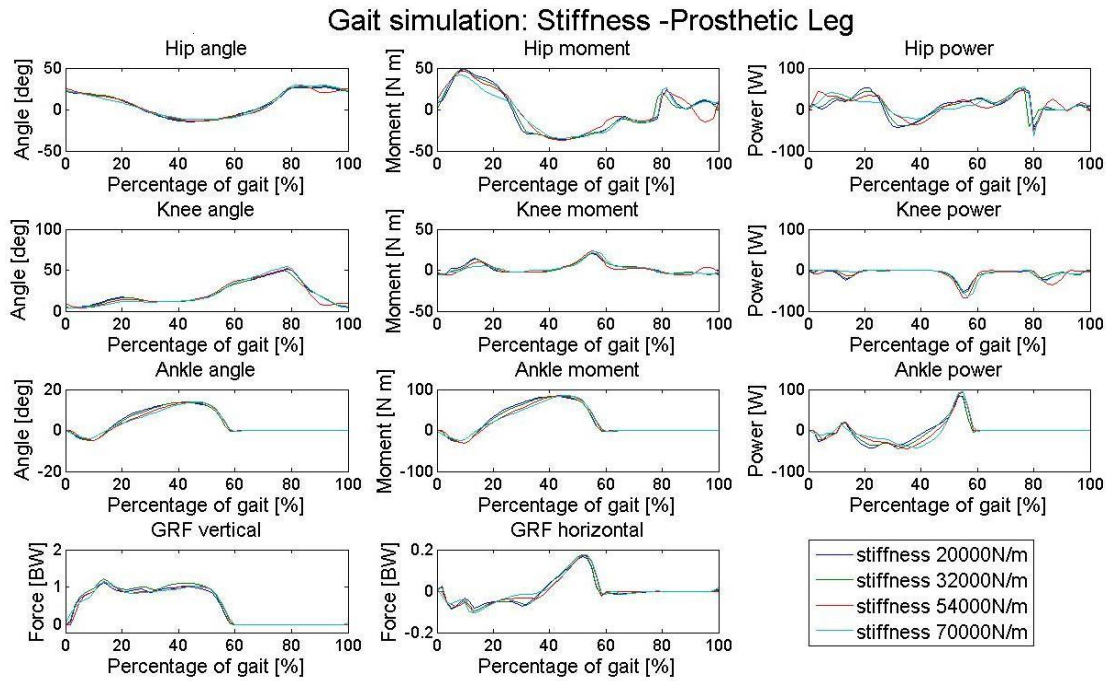 Gait simulation: Stiffness -Prosthetic Leg
Hip angle
Hip moment
Hip power
Angle [deg]
50
0
-50
0 20 40 60 80 100
Percentage of gait [%]
Moment [N m]
50
0
-50
0 20 40 60 80 100
Percentage of gait [%]
Power [W]
100
0
-100
0 20 40 60 80 100
Percentage of gait [%]
Knee angle
Knee moment
Knee power
Angle [deg]
100
50
0
0 20 40 60 80 100
Percentage of gait [%]
Moment [N m]
50
0
-50
0 20 40 60 80 100
Percentage of gait [%]
Power [W]
100
0
-100
0 20 40 60 80 100
Percentage of gait [%]
Ankle angle
Ankle moment
Ankle power
Angle [deg]
20
0
-20
0 20 40 60 80 100
Percentage of gait [%]
Moment [N m]
100
0
-100
0 20 40 60 80 100
Percentage of gait [%]
Power [W]
100
0
-100
0 20 40 60 80 100
Percentage of gait [%]
GRF vertical
GRF horizontal
Force [BW]
2
1
0
0 20 40 60 80 100
Percentage of gait [%]
Force [BW]
0.2
0
-0.2
0 20 40 60 80 100
Percentage of gait [%]
stiffness 20000N/m
stiffness 32000N/m
stiffness 54000N/m
stiffness 70000N/m